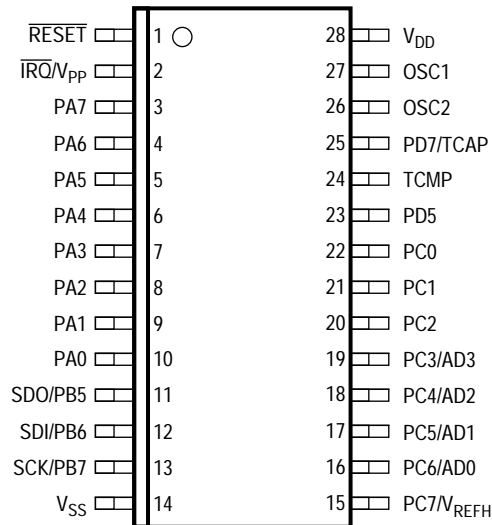 RESET 1 28 VDD
IRQ/VPP 2 27 OSC1
PA7 3 26 OSC2
PA6 4 25 PD7/TCAP
PA5 5 24 TCMP
PA4 6 23 PD5
PA3 7 22 PC0
PA2 8 21 PC1
PA1 9 20 PC2
PA0 10 19 PC3/AD3
SDO/PB5 11 18 PC4/AD2
SDI/PB6 12 17 PC5/AD1
SCK/PB7 13 16 PC6/AD0
VSS 14 15 PC7/VREFH